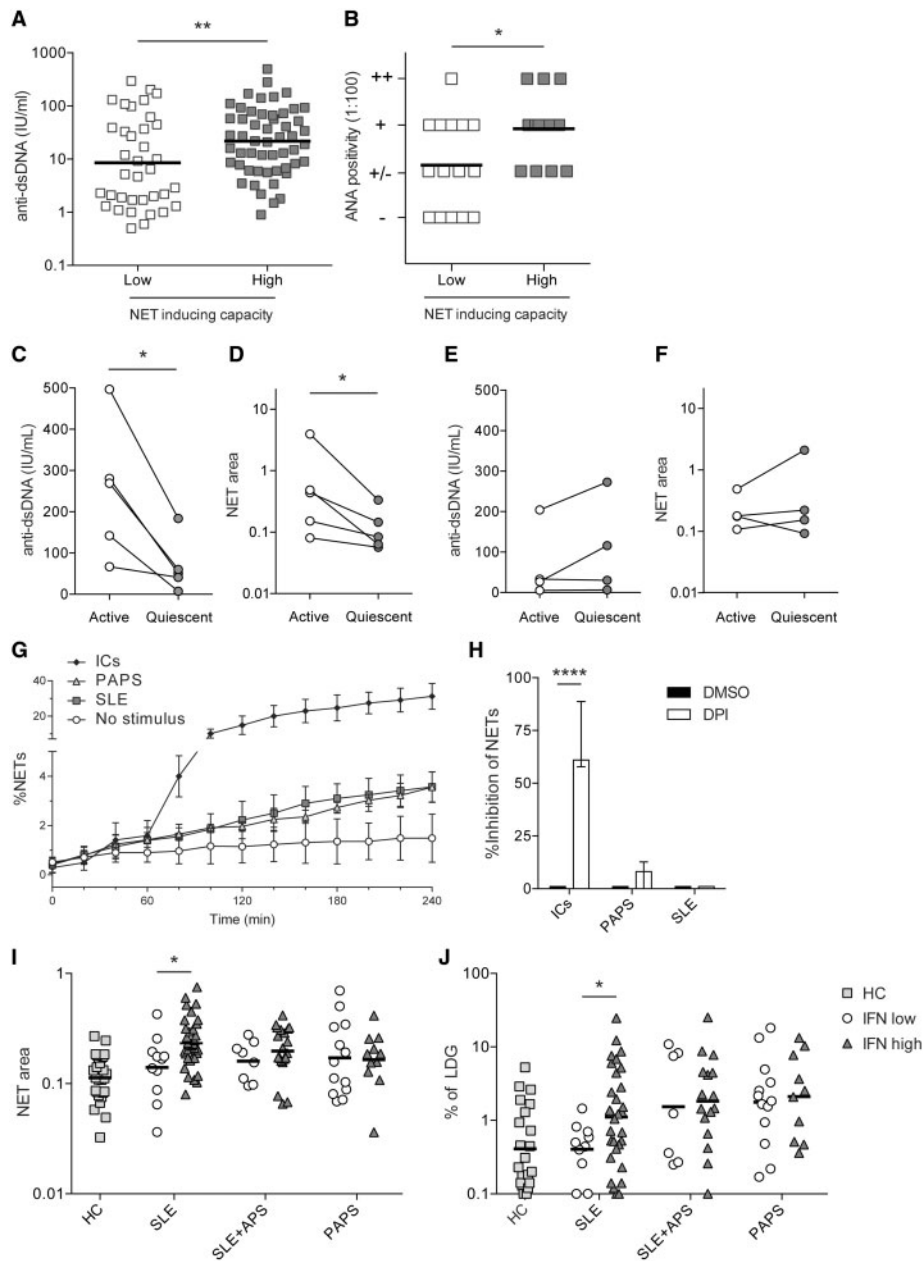 A
**
1000
100
10
1
0.1
anti-dsDNA (IU/ml)
Low
High
NET inducing capacity
B
*
++
+
+/-
-
ANA positivity (1:100)
Low
High
NET inducing capacity
C
*
500
400
300
200
100
0
anti-dsDNA (IU/mL)
Active
Quiescent
D
*
10
1
0.1
0.01
NET area
Active
Quiescent
E
500
400
300
200
100
0
anti-dsDNA (IU/mL)
Active
Quiescent
F
10
1
0.1
0.01
NET area
Active
Quiescent
G
ICs
PAPS
SLE
No stimulus
40
20
4
2
0
%NETs
0
60
120
180
240
Time (min)
H
****
DMSO
DPI
100
75
50
25
0
%Inhibition of NETs
ICs
PAPS
SLE
I
*
1
0.1
0.01
NET area
HC
SLE
SLE+APS
PAPS
J
*
100
10
1
0.1
% of LDG
HC
SLE
SLE+APS
PAPS
HC
IFN low
IFN high